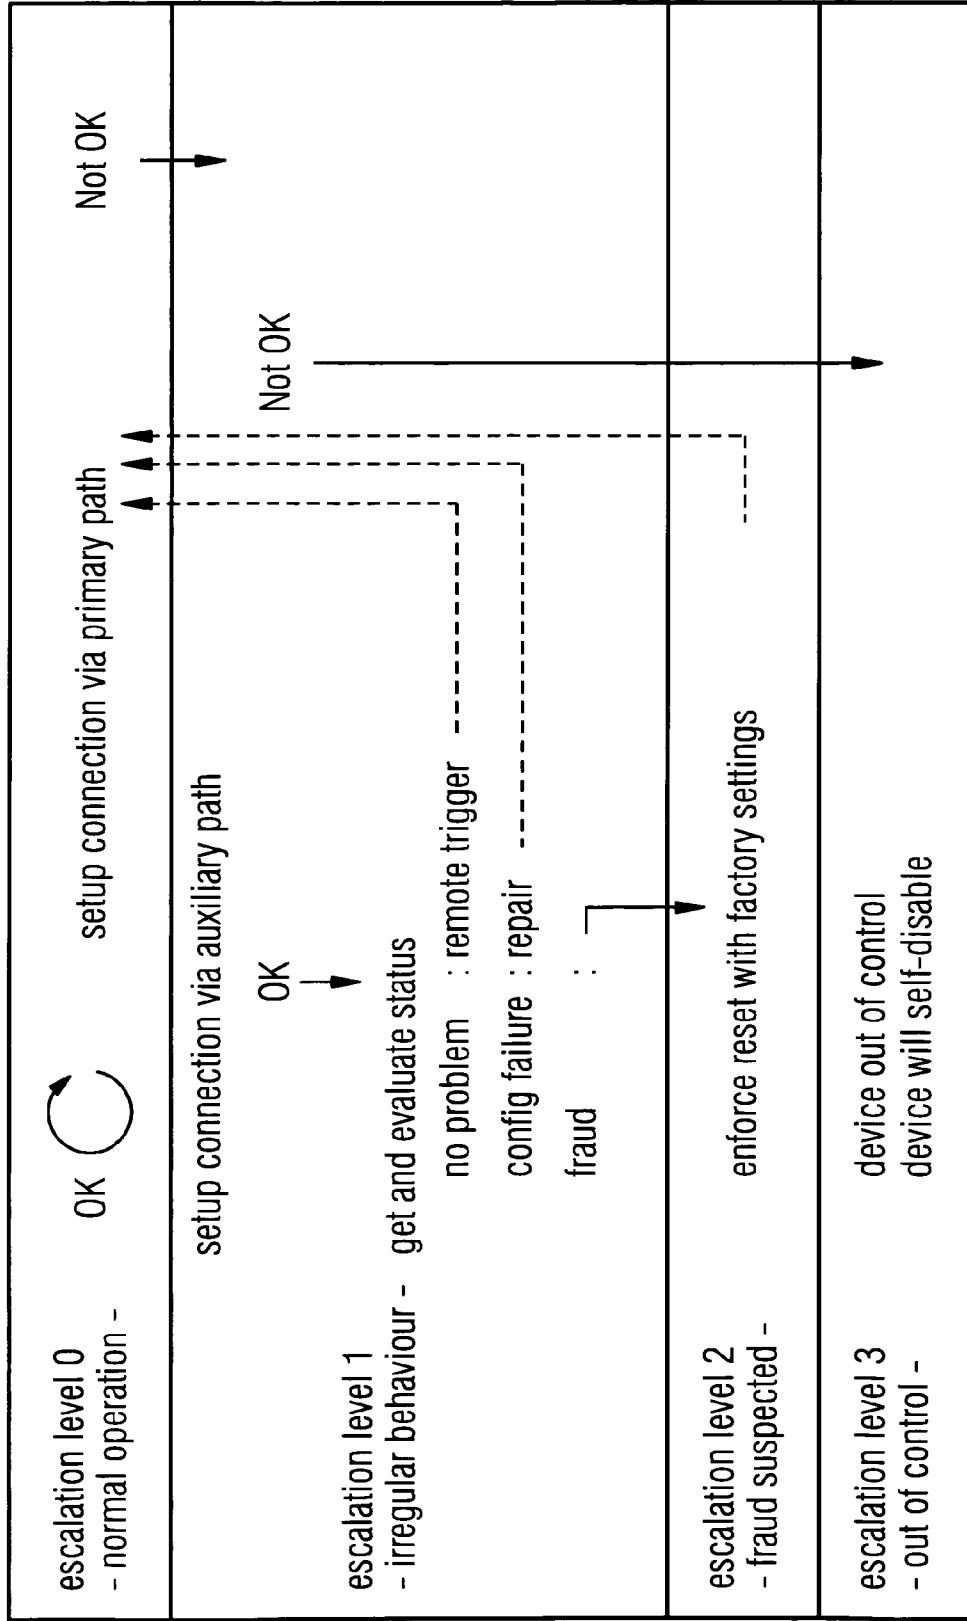 escalation level 0
- normal operation -
OK
setup connection via primary path
Not OK
setup connection via auxiliary path
OK
Not OK
escalation level 1
- irregular behaviour -
get and evaluate status
no problem : remote trigger
config failure : repair
fraud :
escalation level 2
- fraud suspected -
enforce reset with factory settings
escalation level 3
- out of control -
device out of control
device will self-disable